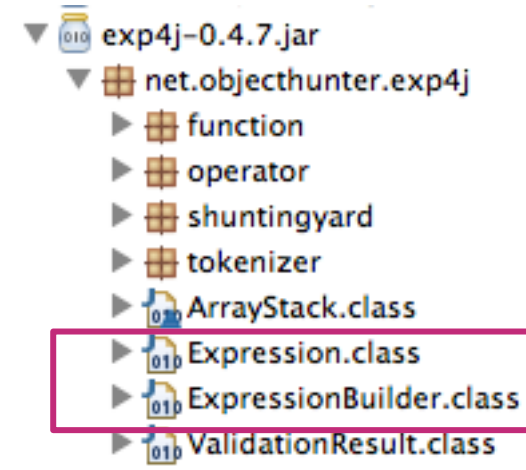 exp4j-0.4.7.jar
net.objecthunter.exp4j
function
operator
shuntingyard
tokenizer
ArrayStack.class
Expression.class
ExpressionBuilder.class
ValidationResult.class